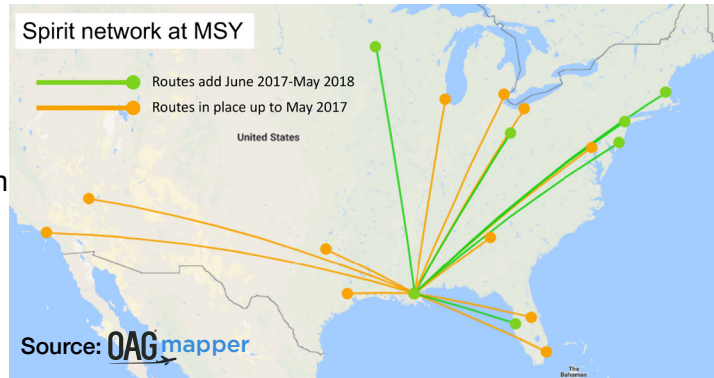 Spirit network at MSY
Routes add June 2017-May 2018
Routes in place up to May 2017
United States
n
Source: OAG mapper
The
Bahamas